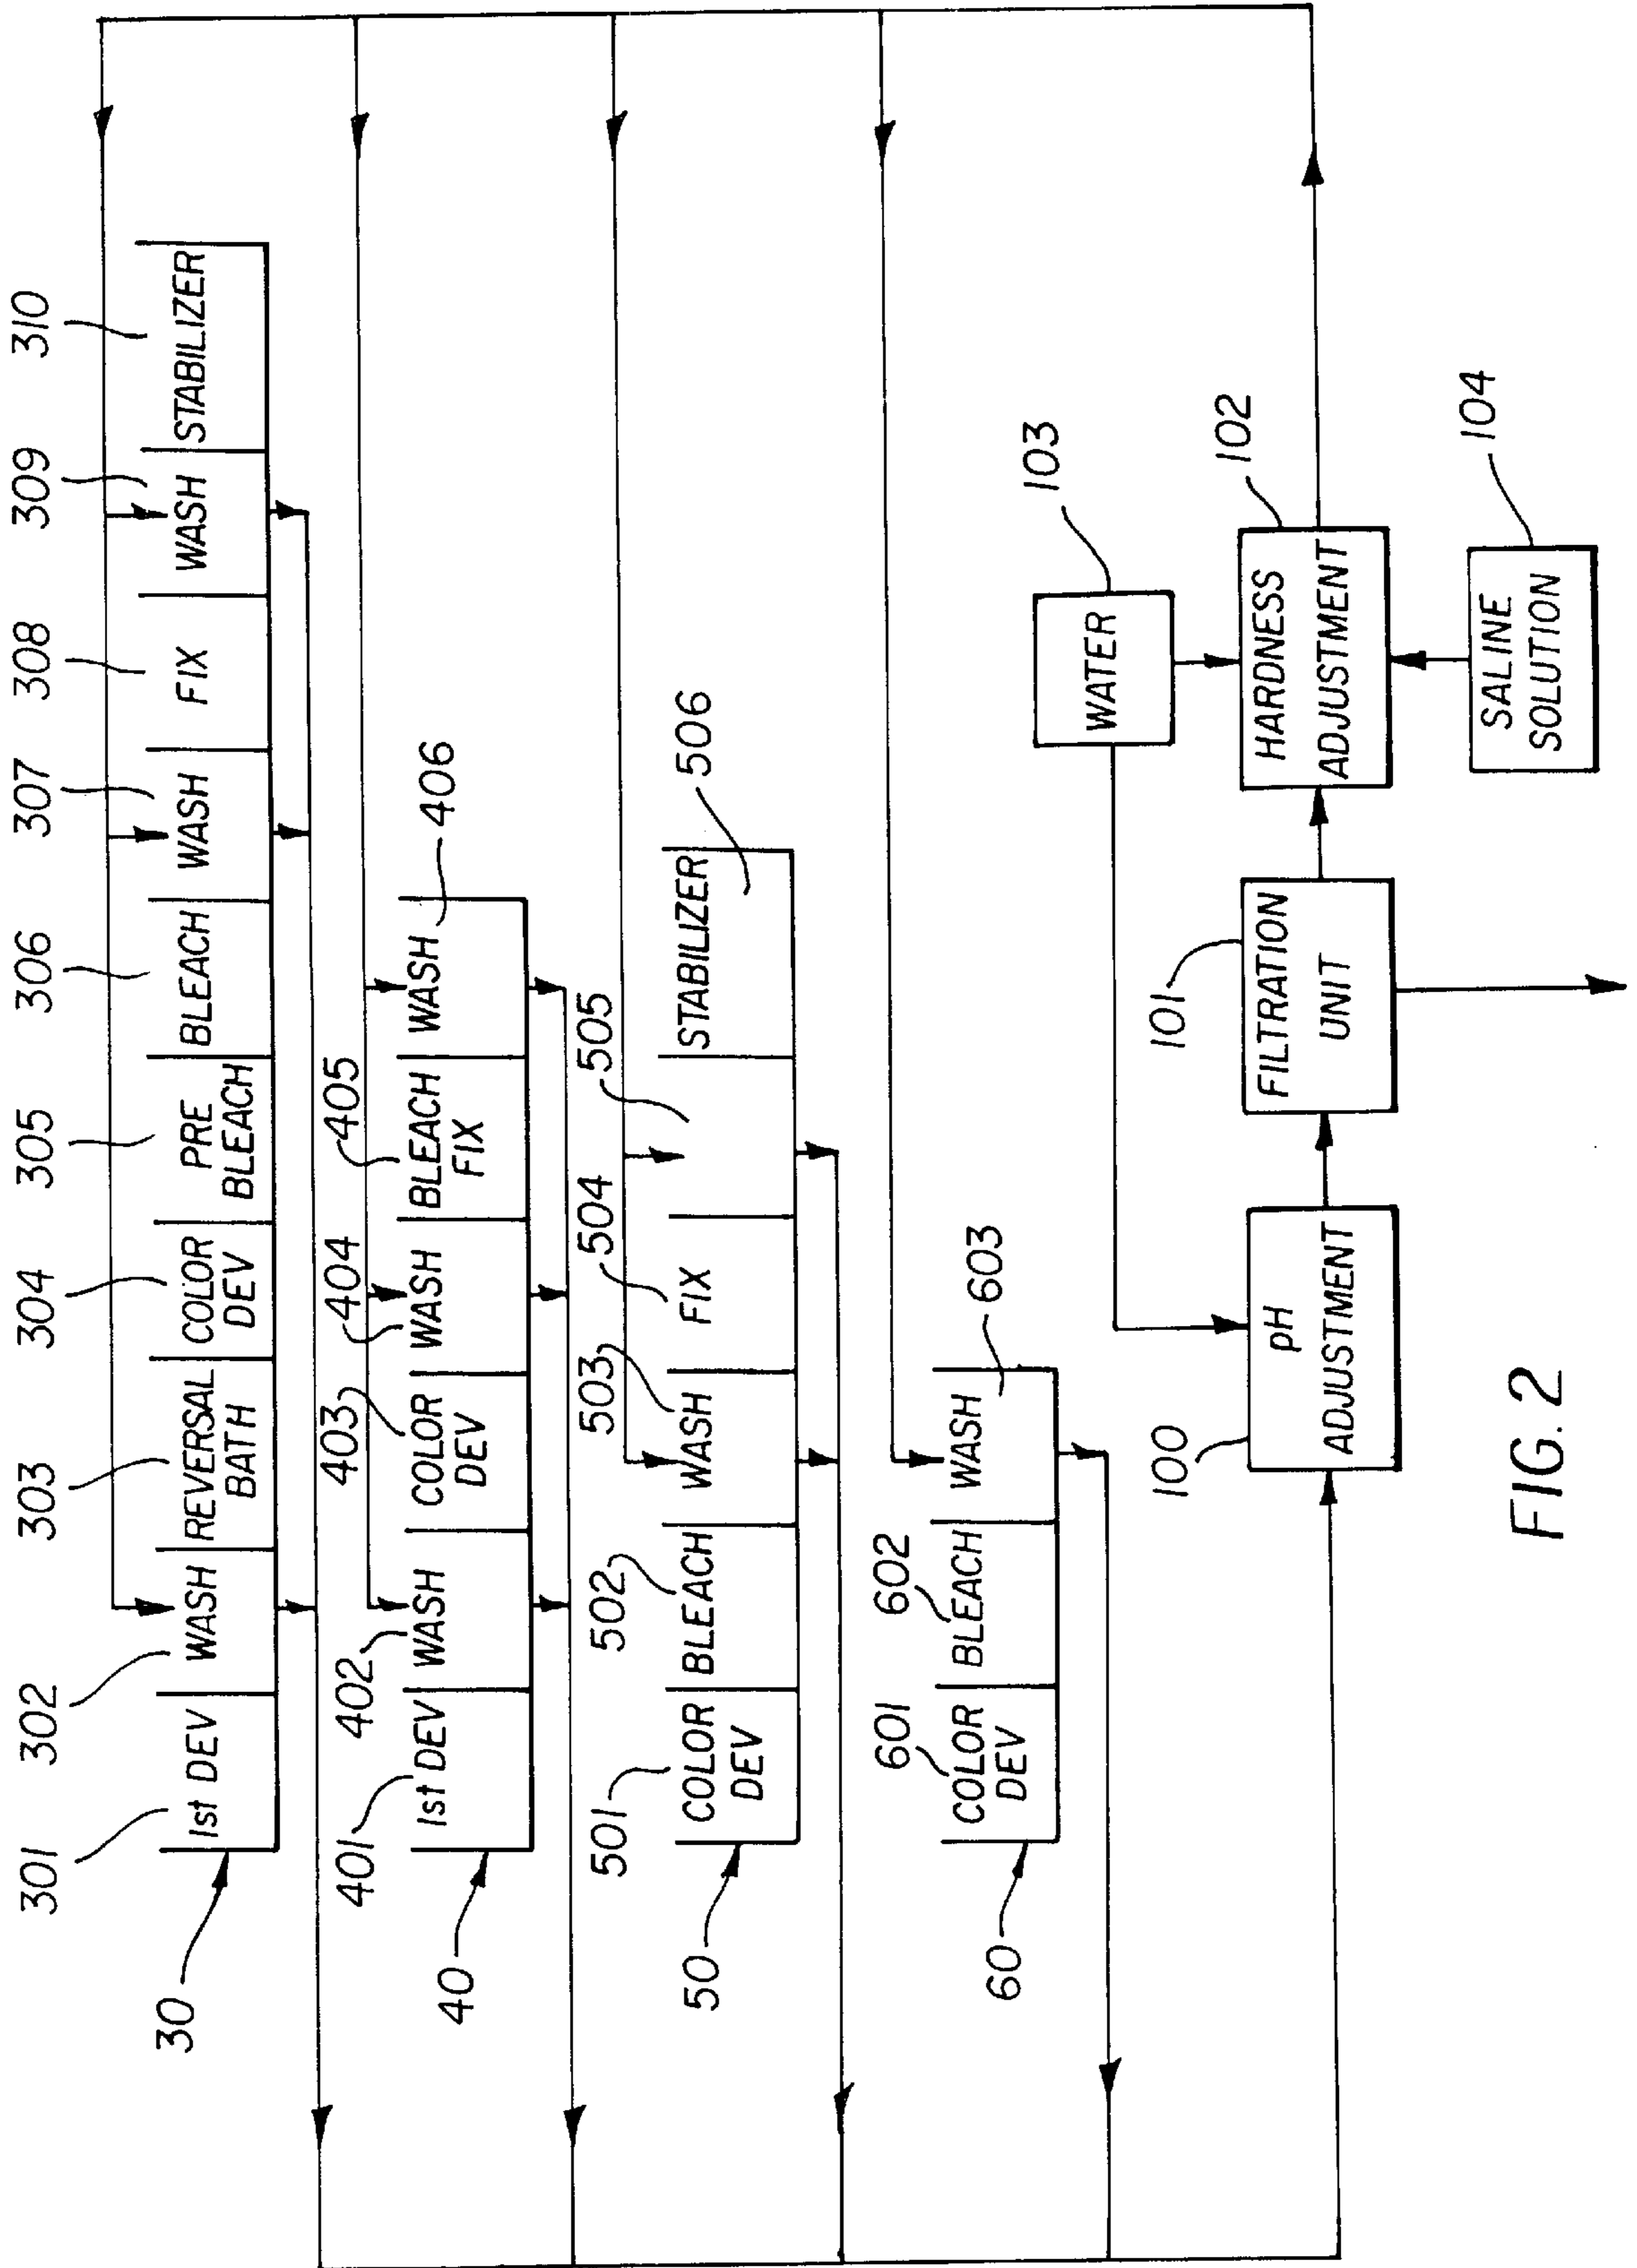 301
302
303
304
305
306
307
308
309
310
1st DEV
WASH
REVERSAL
BATH
COLOR
DEV
PRE
BLEACH
BLEACH
WASH
FIX
WASH
STABILIZER
30
401
402
403
404
405
406
1st DEV
WASH
COLOR
DEV
WASH
BLEACH
FIX
WASH
40
501
502
503
504
505
506
COLOR
DEV
BLEACH
WASH
FIX
STABILIZER
50
601
602
603
COLOR
DEV
BLEACH
WASH
60
WATER
103
100
pH
ADJUSTMENT
101
FILTRATION
UNIT
HARDNESS
ADJUSTMENT
102
SALINE
SOLUTION
104
FIG. 2